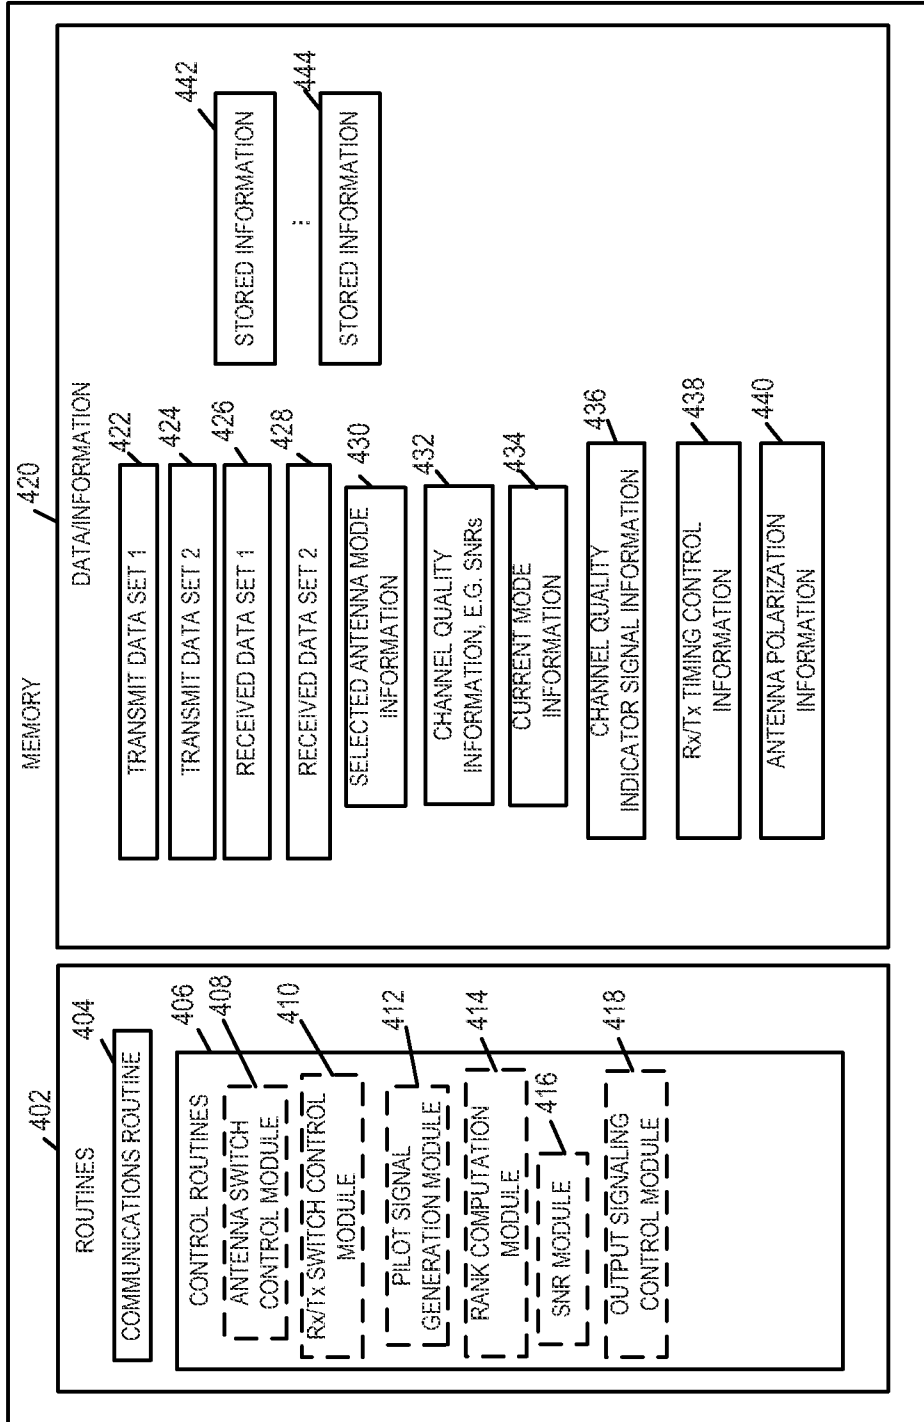 MEMORY
402
ROUTINES
404
COMMUNICATIONS ROUTINE
406
CONTROL ROUTINES
408
ANTENNA SWITCH
CONTROL MODULE
410
Rx/Tx SWITCH CONTROL
MODULE
412
PILOT SIGNAL
GENERATION MODULE
414
RANK COMPUTATION
MODULE
416
SNR MODULE
418
OUTPUT SIGNALING
CONTROL MODULE
420
DATA/INFORMATION
422
TRANSMIT DATA SET 1
424
TRANSMIT DATA SET 2
426
RECEIVED DATA SET 1
428
RECEIVED DATA SET 2
430
SELECTED ANTENNA MODE
INFORMATION
432
CHANNEL QUALITY
INFORMATION, E.G. SNRs
434
CURRENT MODE
INFORMATION
436
CHANNEL QUALITY
INDICATOR SIGNAL INFORMATION
438
Rx/Tx TIMING CONTROL
INFORMATION
440
ANTENNA POLARIZATION
INFORMATION
442
STORED INFORMATION
...
444
STORED INFORMATION